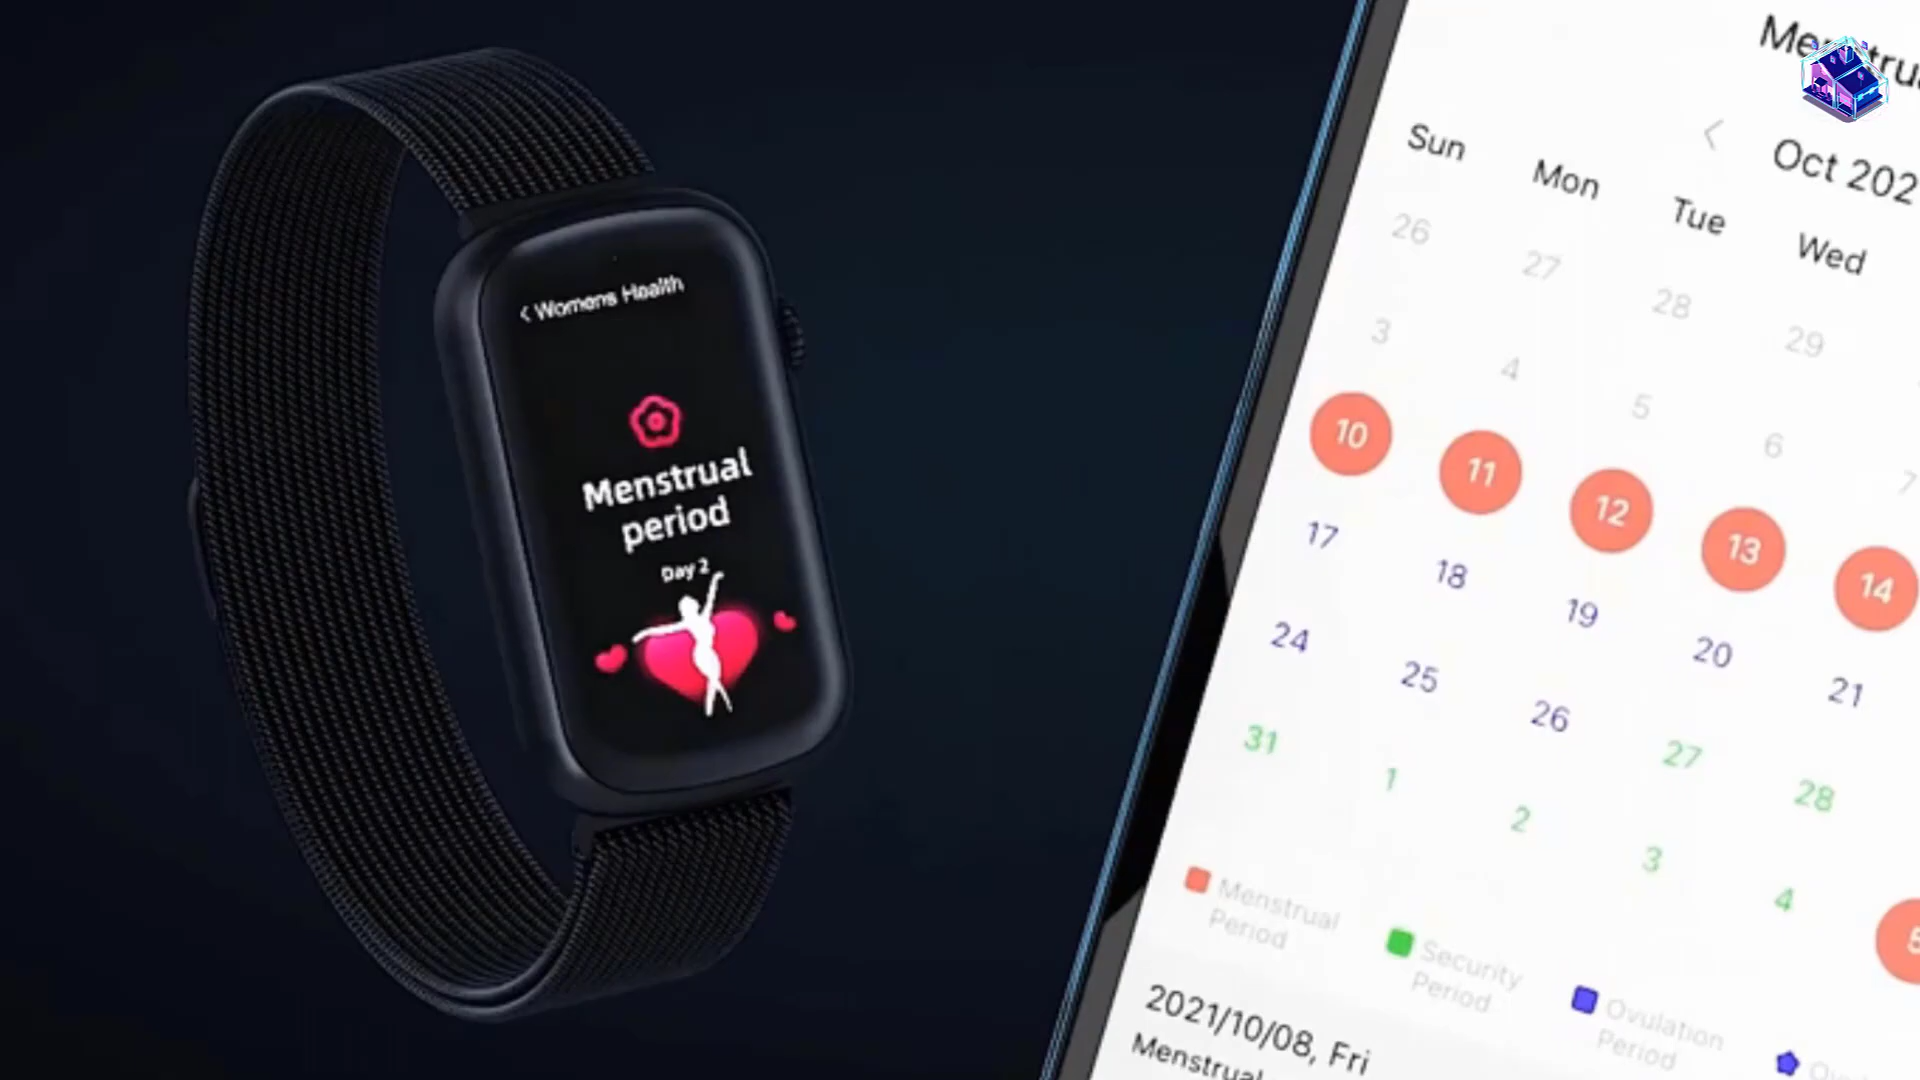 < Womens Health
Menstrual
period
Day 2
Oct 202
Sun Mon Tue Wed
26 27 28 29
3 4 5 6 7
10 11 12 13 14
17 18 19 20 21
24 25 26 27 28
31 1 2 3 4
Menstrual
Period
Security
Period
Ovulation
Period
2021/10/08, Fri